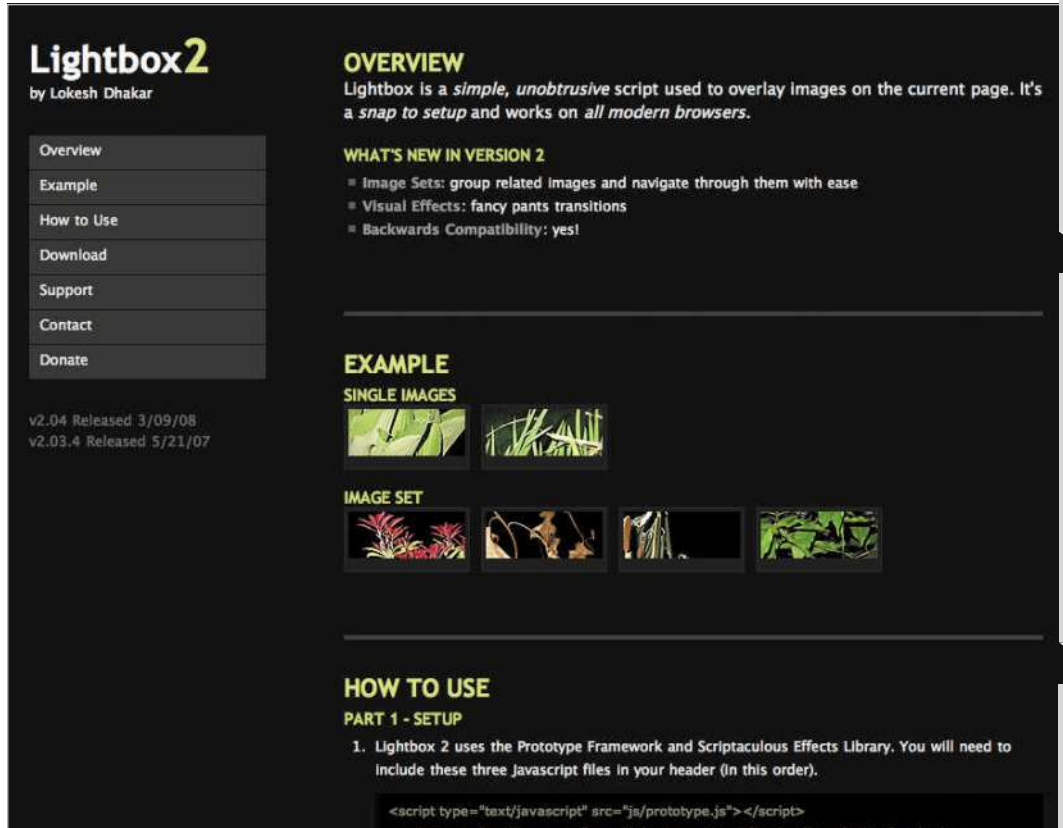 Lightbox2
by Lokesh Dhakar
Overview
Example
How to Use
Download
Support
Contact
Donate
v2.04 Released 3/09/08
v2.03.4 Released 5/21/07
OVERVIEW
Lightbox is a simple, unobtrusive script used to overlay images on the current page. It's
a snap to setup and works on all modern browsers.
WHAT'S NEW IN VERSION 2
Image Sets: group related images and navigate through them with ease
Visual Effects: fancy pants transitions
Backwards Compatibility: yes!
EXAMPLE
SINGLE IMAGES
IMAGE SET
HOW TO USE
PART 1 - SETUP
1. Lightbox 2 uses the Prototype Framework and Scriptaculous Effects Library. You will need to
include these three Javascript files in your header (in this order).
<script type="text/javascript" src="js/prototype.js"></script>